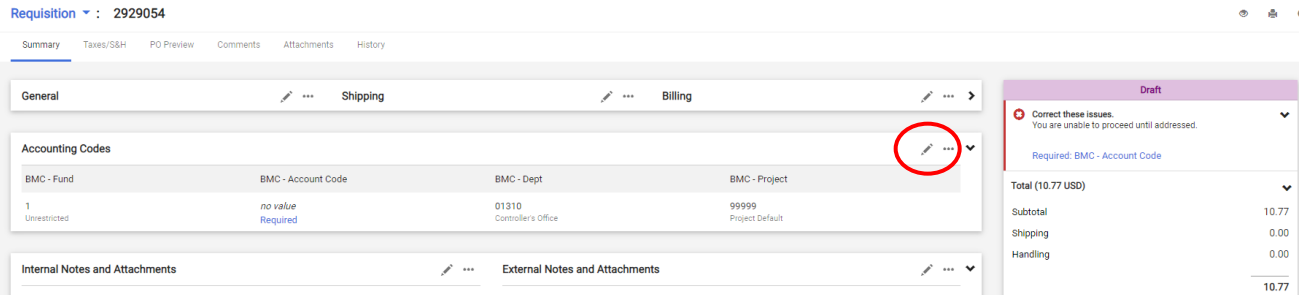 Requisition : 2929054
Summary Taxes/S&H PO Preview Comments Attachments History
General Shipping Billing
Accounting Codes
BMC - Fund BMC - Account Code BMC - Dept BMC - Project
1 no value 01310 99999
Unrestricted Required Controller's Office Project Default
Internal Notes and Attachments External Notes and Attachments
Draft
Correct these issues.
You are unable to proceed until addressed.
Required: BMC - Account Code
Total (10.77 USD)
Subtotal 10.77
Shipping 0.00
Handling 0.00
10.77